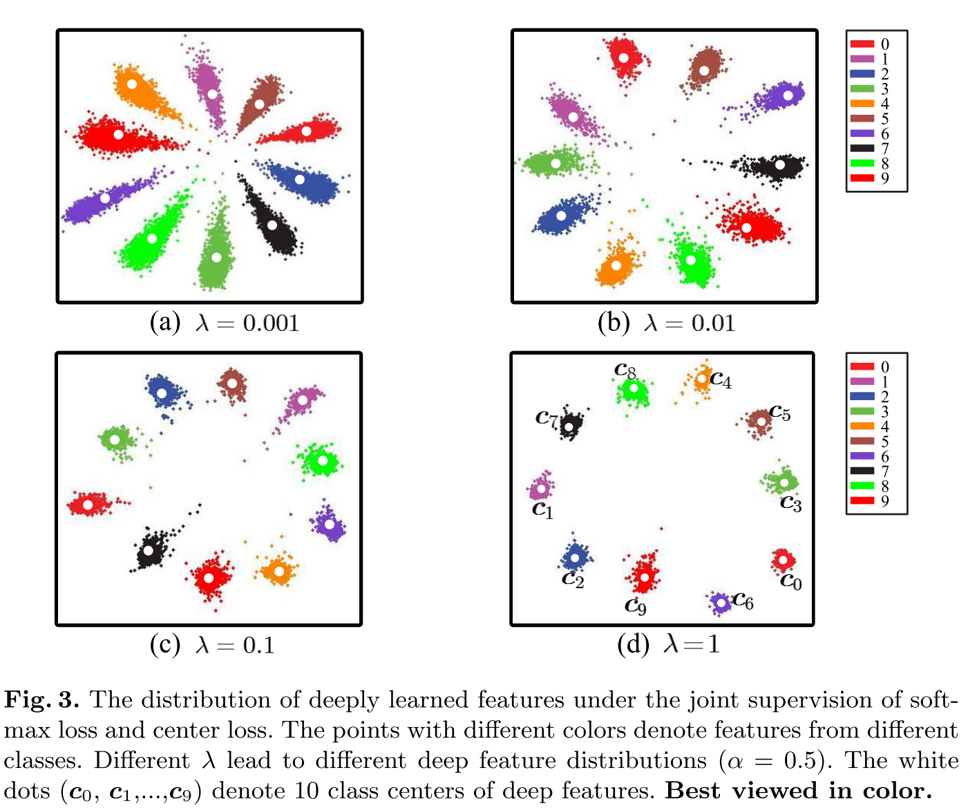 0
1
2
3
4
5
6
7
8
9
(a) λ = 0.001
(b) λ = 0.01
c8
c4
c7
c5
c1
c3
c2
c0
c9
c6
0
1
2
3
4
5
6
7
8
9
(c) λ = 0.1
(d) λ = 1
Fig. 3. The distribution of deeply learned features under the joint supervision of soft-
max loss and center loss. The points with different colors denote features from different
classes. Different λ lead to different deep feature distributions (α = 0.5). The white
dots (c0, c1,...,c9) denote 10 class centers of deep features. Best viewed in color.